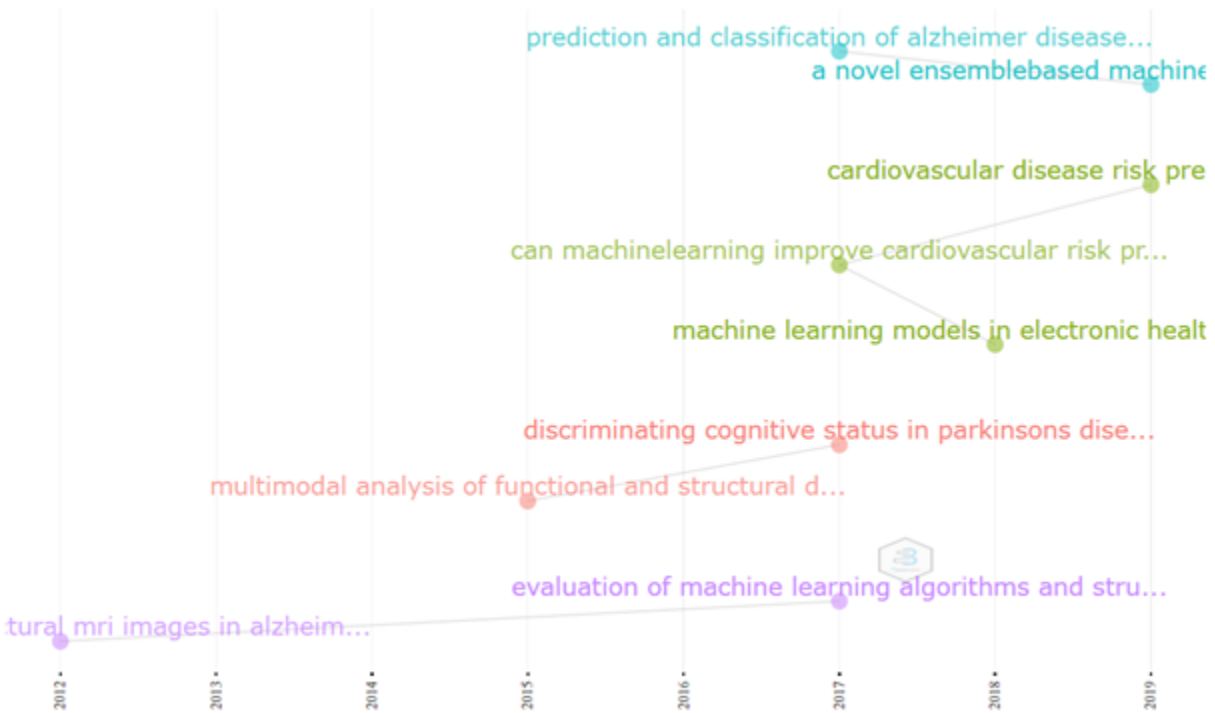 prediction and classification of alzheimer disease...
a novel ensemblebased machine
cardiovascular disease risk pre
can machinelearning improve cardiovascular risk pr...
machine learning models in electronic healt
discriminating cognitive status in parkinsons dise...
multimodal analysis of functional and structural d...
evaluation of machine learning algorithms and stru...
tural mri images in alzheim...
2012
2013
2014
2015
2016
2017
2018
2019